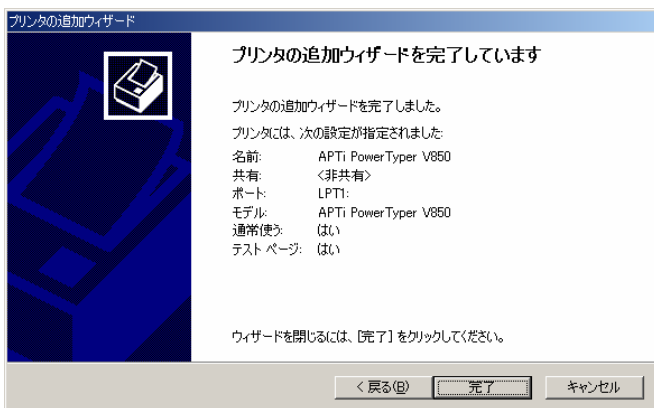 プリンタの追加ウィザード
プリンタの追加ウィザードを完了しています
プリンタの追加ウィザードを完了しました。
プリンタには、次の設定が指定されました:
名前: APTi PowerTyper V850
共有: <非共有>
ポート: LPT1:
モデル: APTi PowerTyper V850
通常使う: はい
テスト ページ: はい
ウィザードを閉じるには、[完了] をクリックしてください。
< 戻る(B) 完了 キャンセル